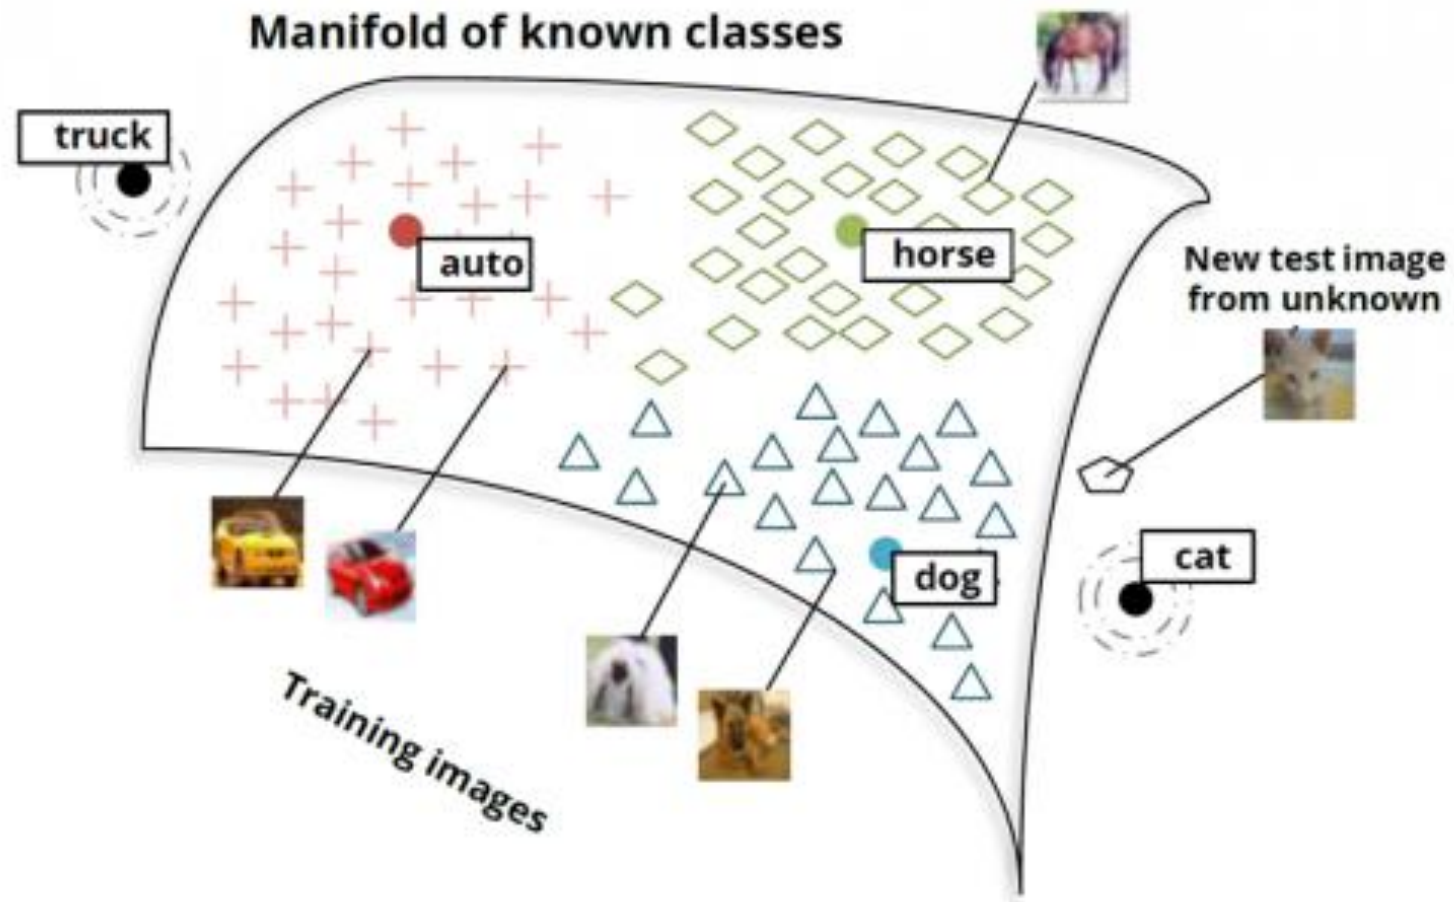 Manifold of known classes
truck
auto
horse
New test image
from unknown
cat
dog
Training images